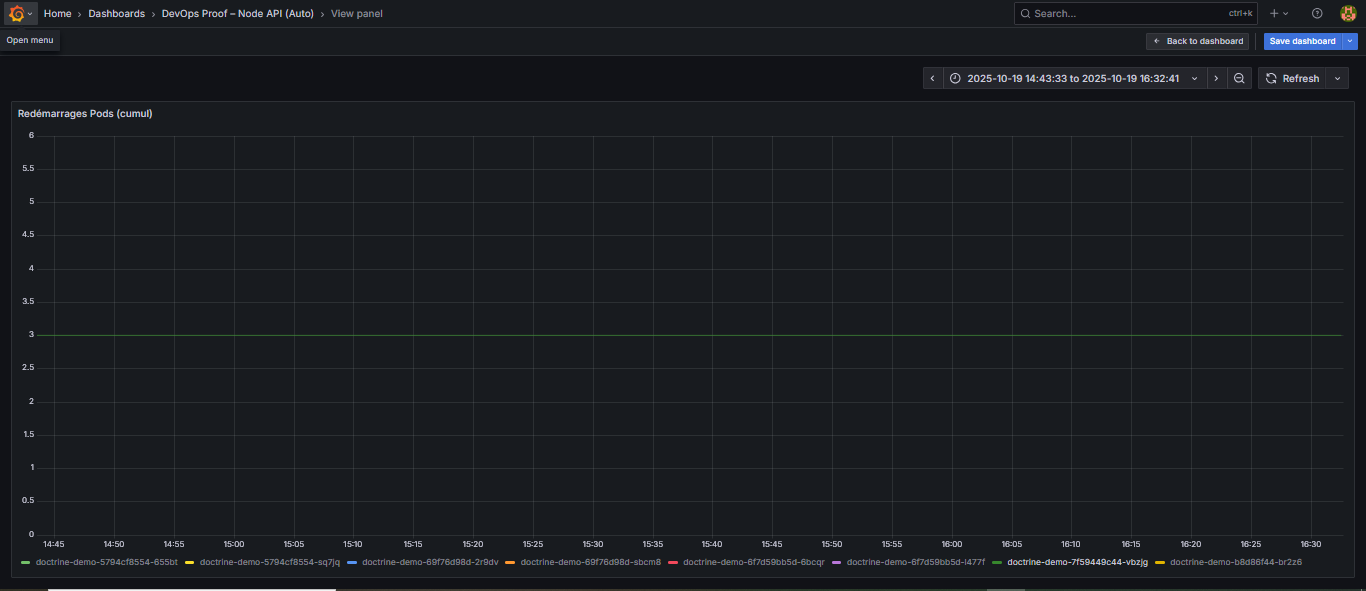 Home › Dashboards › DevOps Proof – Node API (Auto) › View panel
Search... ctrl+k
Open menu
Back to dashboard
Save dashboard
2025-10-19 14:43:33 to 2025-10-19 16:32:41
Refresh
Redémarrages Pods (cumul)
6
5.5
5
4.5
4
3.5
3
2.5
2
1.5
1
0.5
0
14:45 14:50 14:55 15:00 15:05 15:10 15:15 15:20 15:25 15:30 15:35 15:40 15:45 15:50 15:55 16:00 16:05 16:10 16:15 16:20 16:25 16:30
doctrine-demo-5794cf8554-655bt doctrine-demo-5794cf8554-sq7jq doctrine-demo-69f76d98d-2r9dv doctrine-demo-69f76d98d-sbcm8 doctrine-demo-6f7d59bb5d-6bcqr doctrine-demo-6f7d59bb5d-l477f doctrine-demo-7f59449c44-vbzjg doctrine-demo-b8d86f44-br2z6